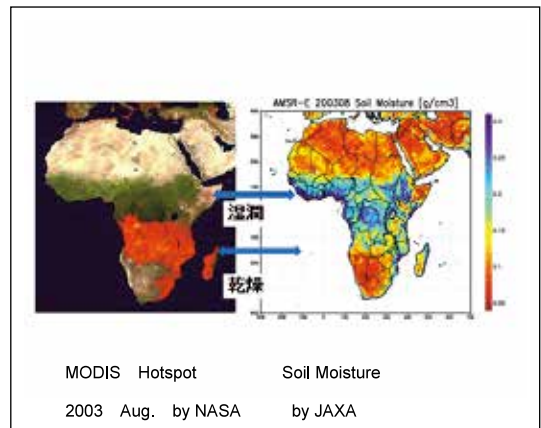 AMSR-E 200308 Soil Moisture [g/cm3]
湿潤
乾燥
MODIS Hotspot Soil Moisture
2003 Aug. by NASA by JAXA